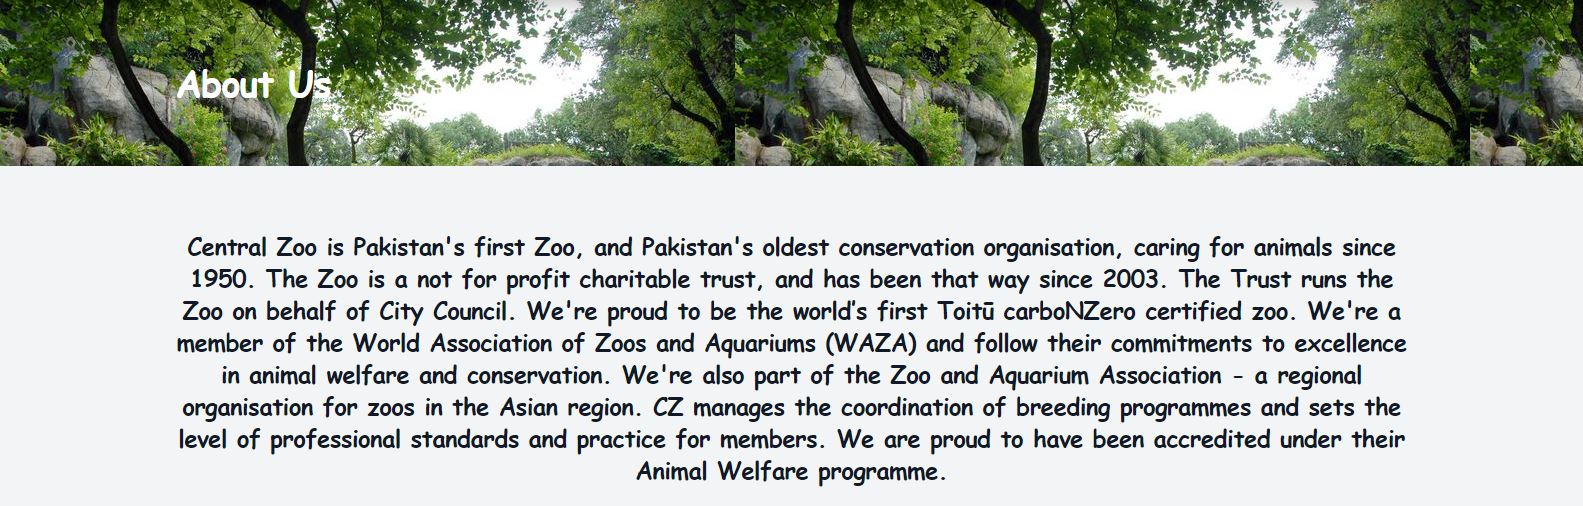 About Us
Central Zoo is Pakistan's first Zoo, and Pakistan's oldest conservation organisation, caring for animals since
1950. The Zoo is a not for profit charitable trust, and has been that way since 2003. The Trust runs the
Zoo on behalf of City Council. We're proud to be the world’s first Toitū carboNZero certified zoo. We're a
member of the World Association of Zoos and Aquariums (WAZA) and follow their commitments to excellence
in animal welfare and conservation. We're also part of the Zoo and Aquarium Association - a regional
organisation for zoos in the Asian region. CZ manages the coordination of breeding programmes and sets the
level of professional standards and practice for members. We are proud to have been accredited under their
Animal Welfare programme.